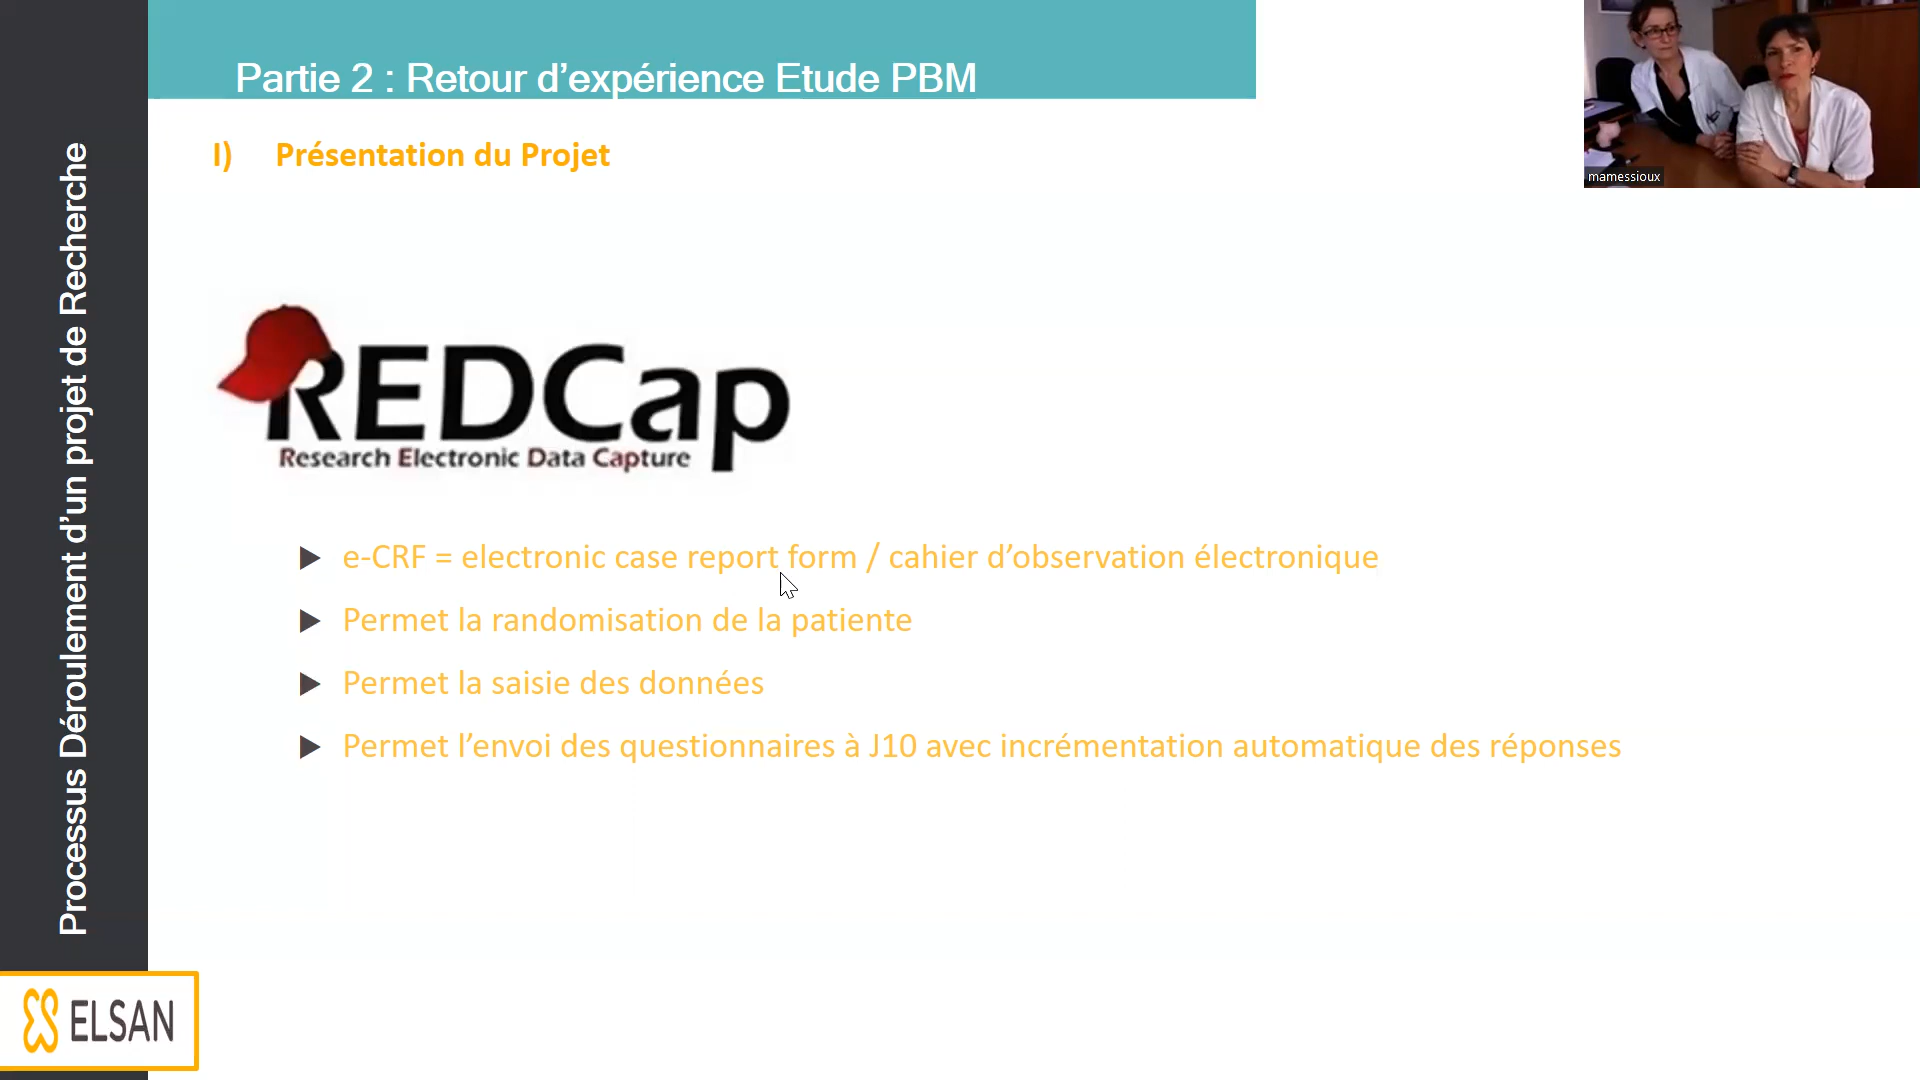 Partie 2 : Retour d’expérience Etude PBM
I) Présentation du Projet
mamessioux
Processus Déroulement d’un projet de Recherche
REDCap
Research Electronic Data Capture
e-CRF = electronic case report form / cahier d’observation électronique
Permet la randomisation de la patiente
Permet la saisie des données
Permet l’envoi des questionnaires à J10 avec incrémentation automatique des réponses
ELSAN